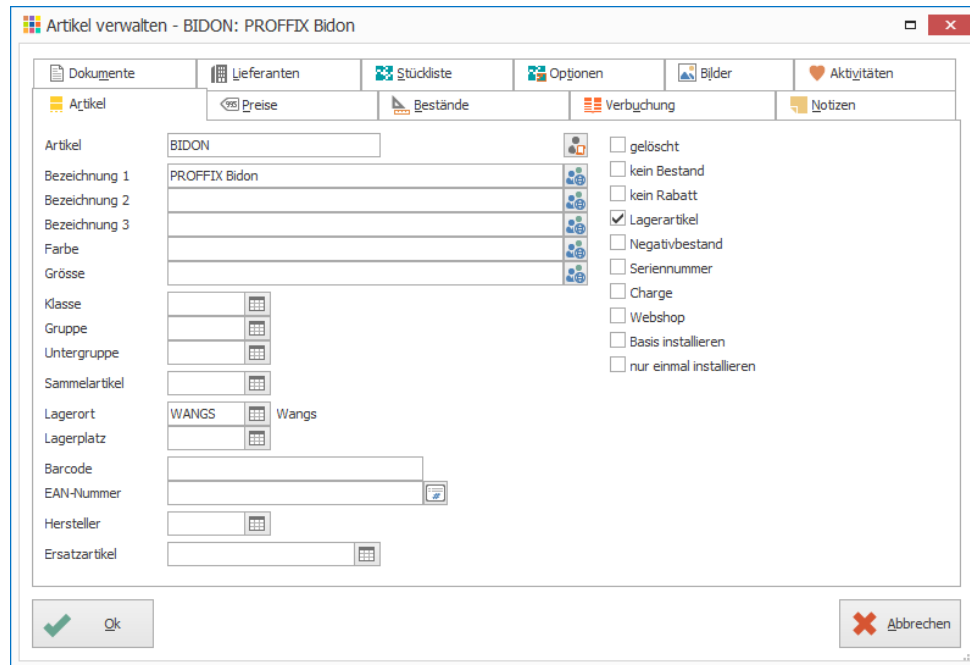 Artikel verwalten - BIDON: PROFFIX Bidon
Dokumente Lieferanten Stückliste Optionen Bilder Aktivitäten
Artikel Preise Bestände Verbuchung Notizen
Artikel BIDON gelöscht
Bezeichnung 1 PROFFIX Bidon kein Bestand
Bezeichnung 2 kein Rabatt
Bezeichnung 3 Lagerartikel
Farbe Negativbestand
Grösse Seriennummer
Klasse Charge
Gruppe Webshop
Untergruppe Basis installieren
nur einmal installieren
Sammelartikel
Lagerort WANGS Wangs
Lagerplatz
Barcode
EAN-Nummer
Hersteller
Ersatzartikel
Ok Abbrechen